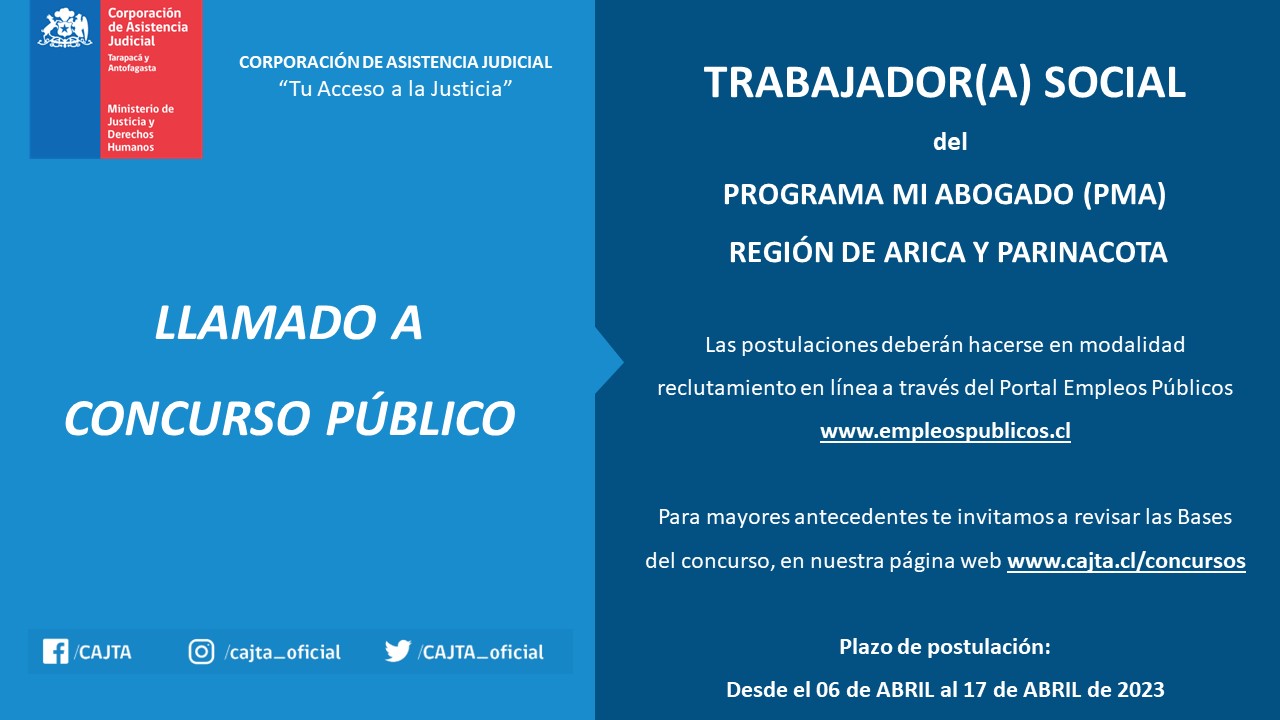 Corporación
de Asistencia
Judicial
Tarapacá y
Antofagasta
Ministerio de
Justicia y
Derechos
Humanos
CORPORACIÓN DE ASISTENCIA JUDICIAL
“Tu Acceso a la Justicia”
LLAMADO A
CONCURSO PÚBLICO
/CAJTA
/cajta_oficial
/CAJTA_oficial
TRABAJADOR(A) SOCIAL
del
PROGRAMA MI ABOGADO (PMA)
REGIÓN DE ARICA Y PARINACOTA
Las postulaciones deberán hacerse en modalidad
reclutamiento en línea a través del Portal Empleos Públicos
www.empleospublicos.cl
Para mayores antecedentes te invitamos a revisar las Bases
del concurso, en nuestra página web www.cajta.cl/concursos
Plazo de postulación:
Desde el 06 de ABRIL al 17 de ABRIL de 2023